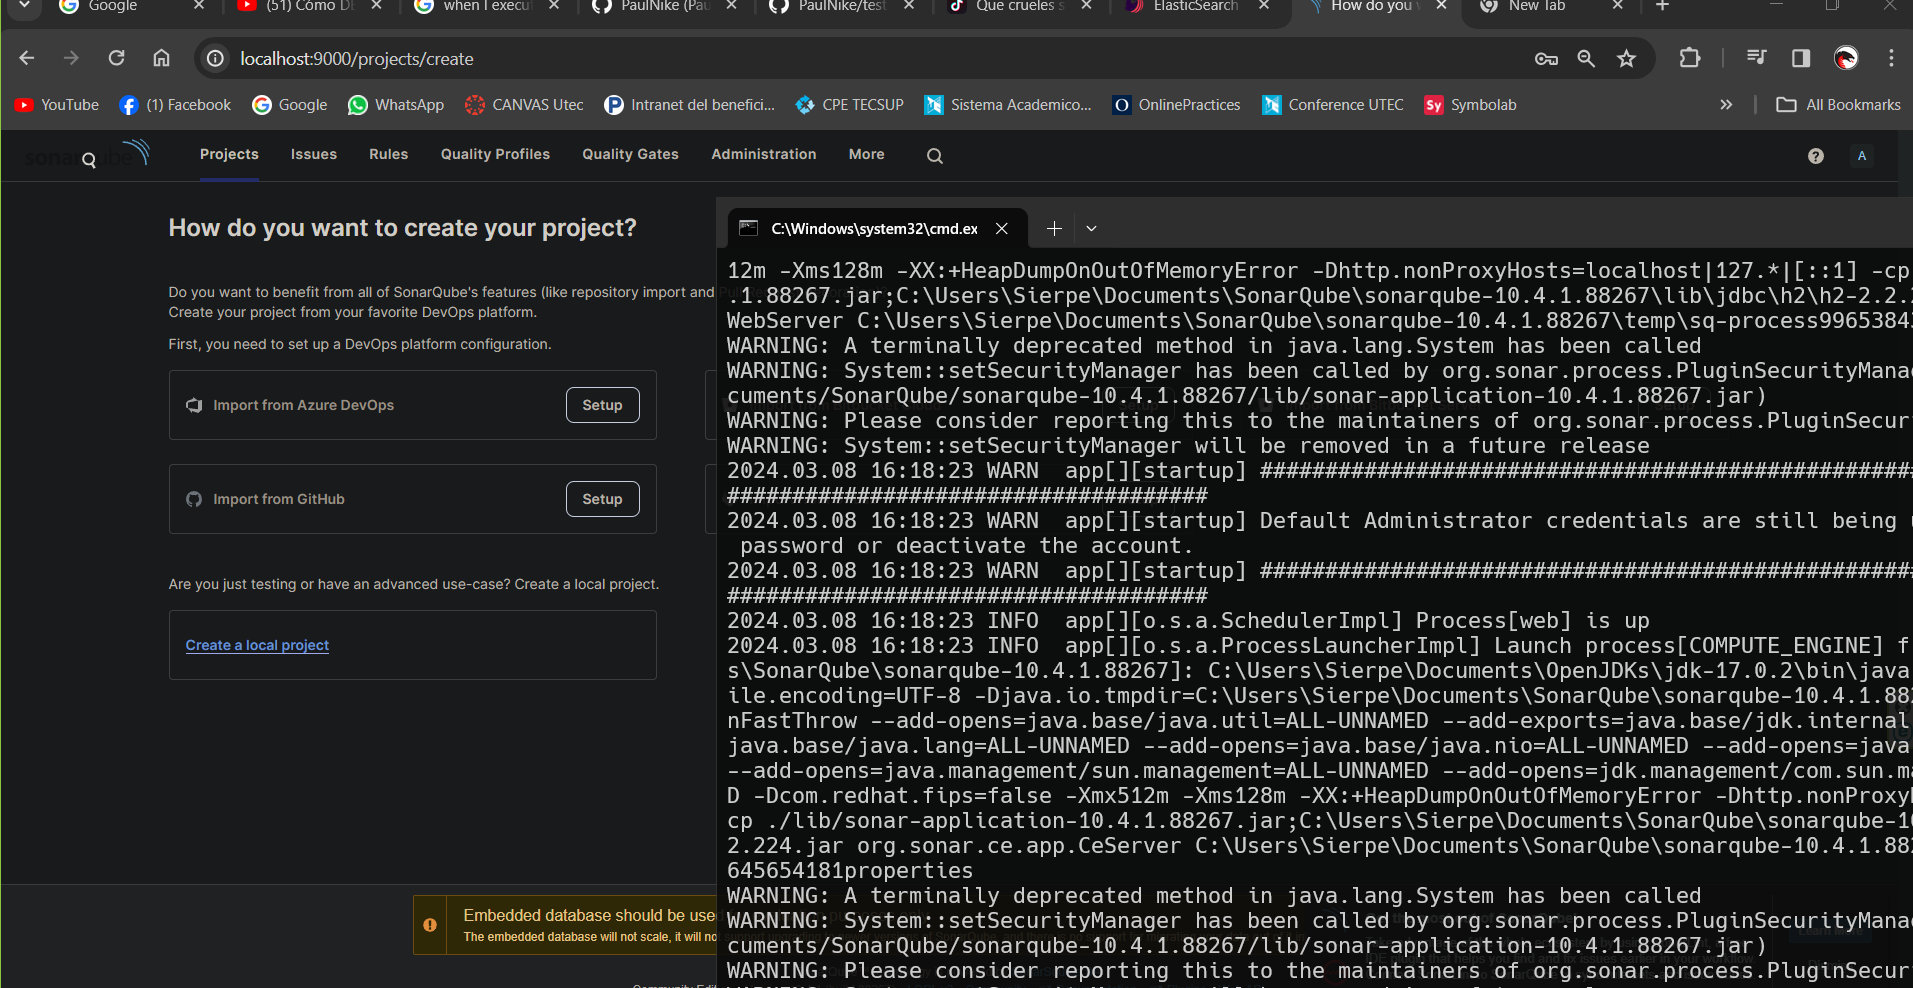 Google
(51) Cómo DE
when I execut
PaulNike (Pau
PaulNike/test
Que crueles s
ElasticSearch
How do you
New Tab
localhost:9000/projects/create
YouTube
(1) Facebook
Google
WhatsApp
CANVAS Utec
Intranet del benefici...
CPE TECSUP
Sistema Academico...
OnlinePractices
Conference UTEC
Symbolab
All Bookmarks
sonarqube
Projects
Issues
Rules
Quality Profiles
Quality Gates
Administration
More
A
How do you want to create your project?
Do you want to benefit from all of SonarQube's features (like repository import and
Create your project from your favorite DevOps platform.
First, you need to set up a DevOps platform configuration.
Import from Azure DevOps
Setup
Import from GitHub
Setup
Are you just testing or have an advanced use-case? Create a local project.
Create a local project
Embedded database should be used
The embedded database will not scale, it will no
C:\Windows\system32\cmd.ex
12m -Xms128m -XX:+HeapDumpOnOutOfMemoryError -Dhttp.nonProxyHosts=localhost|127.*|[::1] -cp
.1.88267.jar;C:\Users\Sierpe\Documents\SonarQube\sonarqube-10.4.1.88267\lib\jdbc\h2\h2-2.2.2
WebServer C:\Users\Sierpe\Documents\SonarQube\sonarqube-10.4.1.88267\temp\sq-process9965384
WARNING: A terminally deprecated method in java.lang.System has been called
WARNING: System::setSecurityManager has been called by org.sonar.process.PluginSecurityMana
cuments/SonarQube/sonarqube-10.4.1.88267/lib/sonar-application-10.4.1.88267.jar)
WARNING: Please consider reporting this to the maintainers of org.sonar.process.PluginSecur
WARNING: System::setSecurityManager will be removed in a future release
2024.03.08 16:18:23 WARN  app[][startup] ##################################################
#####################################
2024.03.08 16:18:23 WARN  app[][startup] Default Administrator credentials are still being
password or deactivate the account.
2024.03.08 16:18:23 WARN  app[][startup] ##################################################
#####################################
2024.03.08 16:18:23 INFO  app[][o.s.a.SchedulerImpl] Process[web] is up
2024.03.08 16:18:23 INFO  app[][o.s.a.ProcessLauncherImpl] Launch process[COMPUTE_ENGINE] f
s\SonarQube\sonarqube-10.4.1.88267]: C:\Users\Sierpe\Documents\OpenJDKs\jdk-17.0.2\bin\java
ile.encoding=UTF-8 -Djava.io.tmpdir=C:\Users\Sierpe\Documents\SonarQube\sonarqube-10.4.1.882
nFastThrow --add-opens=java.base/java.util=ALL-UNNAMED --add-exports=java.base/jdk.internal
java.base/java.lang=ALL-UNNAMED --add-opens=java.base/java.nio=ALL-UNNAMED --add-opens=java
--add-opens=java.management/sun.management=ALL-UNNAMED --add-opens=jdk.management/com.sun.ma
D -Dcom.redhat.fips=false -Xmx512m -Xms128m -XX:+HeapDumpOnOutOfMemoryError -Dhttp.nonProxyH
cp ./lib/sonar-application-10.4.1.88267.jar;C:\Users\Sierpe\Documents\SonarQube\sonarqube-10
2.224.jar org.sonar.ce.app.CeServer C:\Users\Sierpe\Documents\SonarQube\sonarqube-10.4.1.882
645654181properties
WARNING: A terminally deprecated method in java.lang.System has been called
WARNING: System::setSecurityManager has been called by org.sonar.process.PluginSecurityMana
cuments/SonarQube/sonarqube-10.4.1.88267/lib/sonar-application-10.4.1.88267.jar)
WARNING: Please consider reporting this to the maintainers of org.sonar.process.PluginSecur